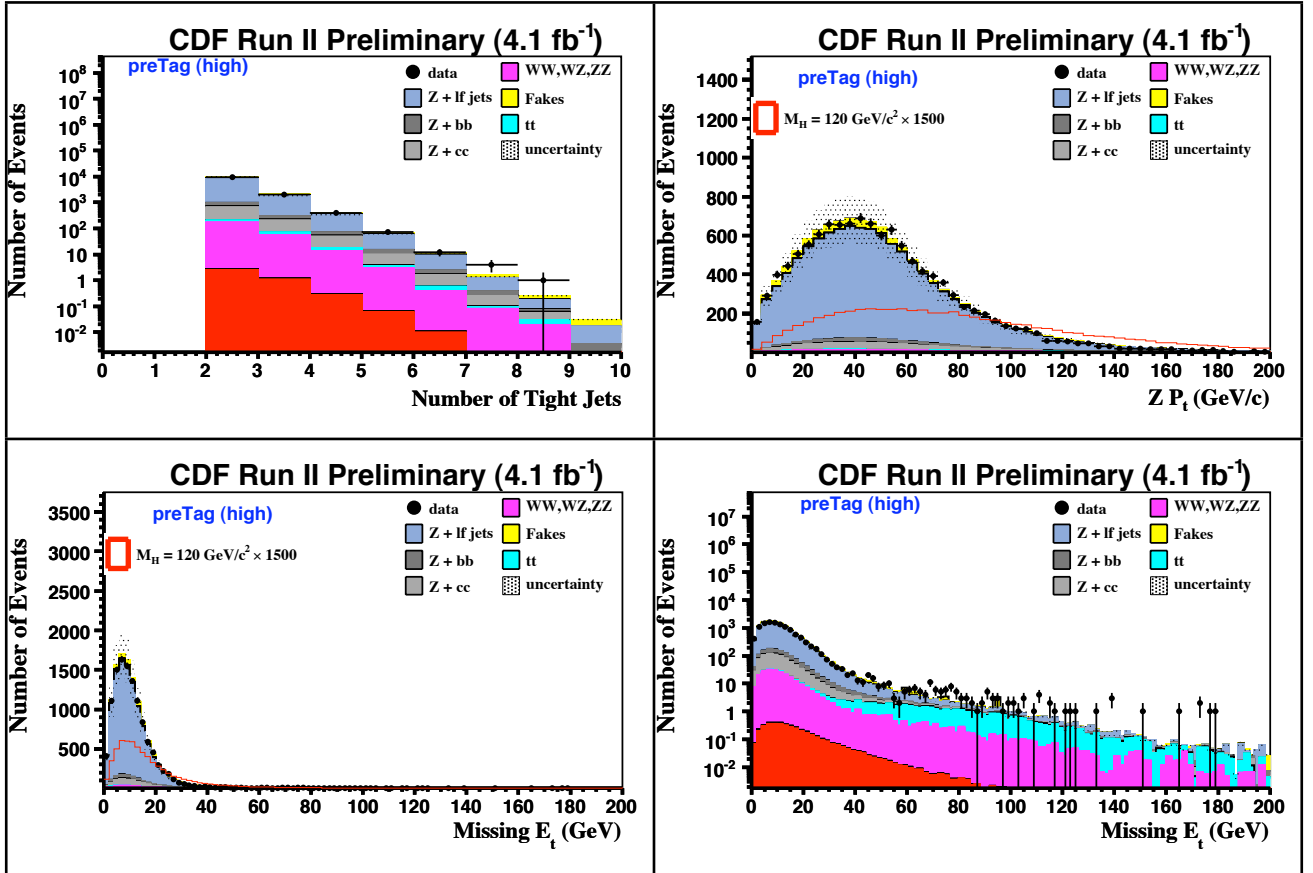 CDF Run II Preliminary (4.1 fb⁻¹)
preTag (high)
data
Z + lf jets
Z + bb
Z + cc
WW,WZ,ZZ
Fakes
tt
uncertainty
Number of Events
10⁸
10⁷
10⁶
10⁵
10⁴
10³
10²
10
1
10⁻¹
10⁻²
0 1 2 3 4 5 6 7 8 9 10
Number of Tight Jets
CDF Run II Preliminary (4.1 fb⁻¹)
preTag (high)
M_H = 120 GeV/c² × 1500
data
Z + lf jets
Z + bb
Z + cc
WW,WZ,ZZ
Fakes
tt
uncertainty
Number of Events
1400
1200
1000
800
600
400
200
0 20 40 60 80 100 120 140 160 180 200
Z P_t (GeV/c)
CDF Run II Preliminary (4.1 fb⁻¹)
preTag (high)
M_H = 120 GeV/c² × 1500
data
Z + lf jets
Z + bb
Z + cc
WW,WZ,ZZ
Fakes
tt
uncertainty
Number of Events
3500
3000
2500
2000
1500
1000
500
0 20 40 60 80 100 120 140 160 180 200
Missing E_t (GeV)
CDF Run II Preliminary (4.1 fb⁻¹)
preTag (high)
data
Z + lf jets
Z + bb
Z + cc
WW,WZ,ZZ
Fakes
tt
uncertainty
Number of Events
10⁷
10⁶
10⁵
10⁴
10³
10²
10
1
10⁻¹
10⁻²
0 20 40 60 80 100 120 140 160 180 200
Missing E_t (GeV)